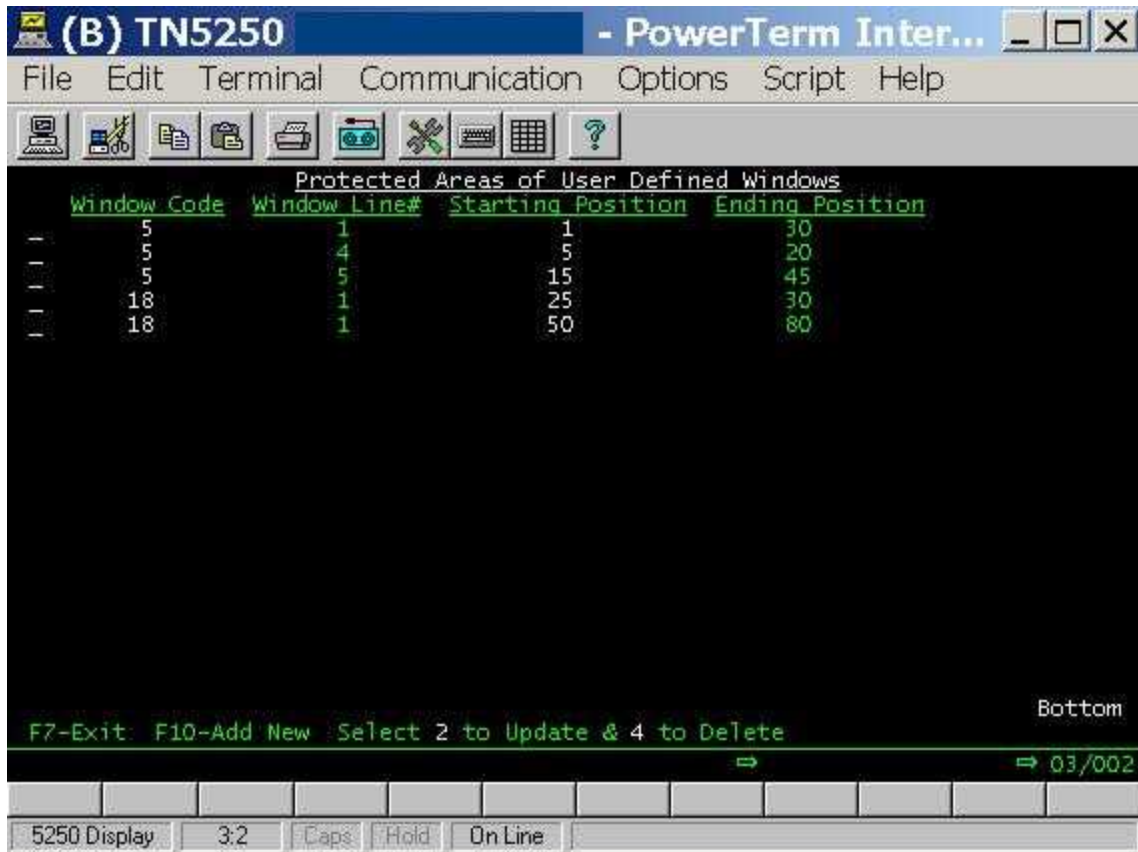 (B) TN5250 - PowerTerm Inter...
File Edit Terminal Communication Options Script Help
Protected Areas of User Defined Windows
Window Code Window Line# Starting Position Ending Position
_ 5 1 1 30
_ 5 4 5 20
_ 5 5 15 45
_ 18 1 25 30
_ 18 1 50 80
Bottom
F7-Exit F10-Add New Select 2 to Update & 4 to Delete
03/002
5250 Display 3:2 Caps Hold On Line